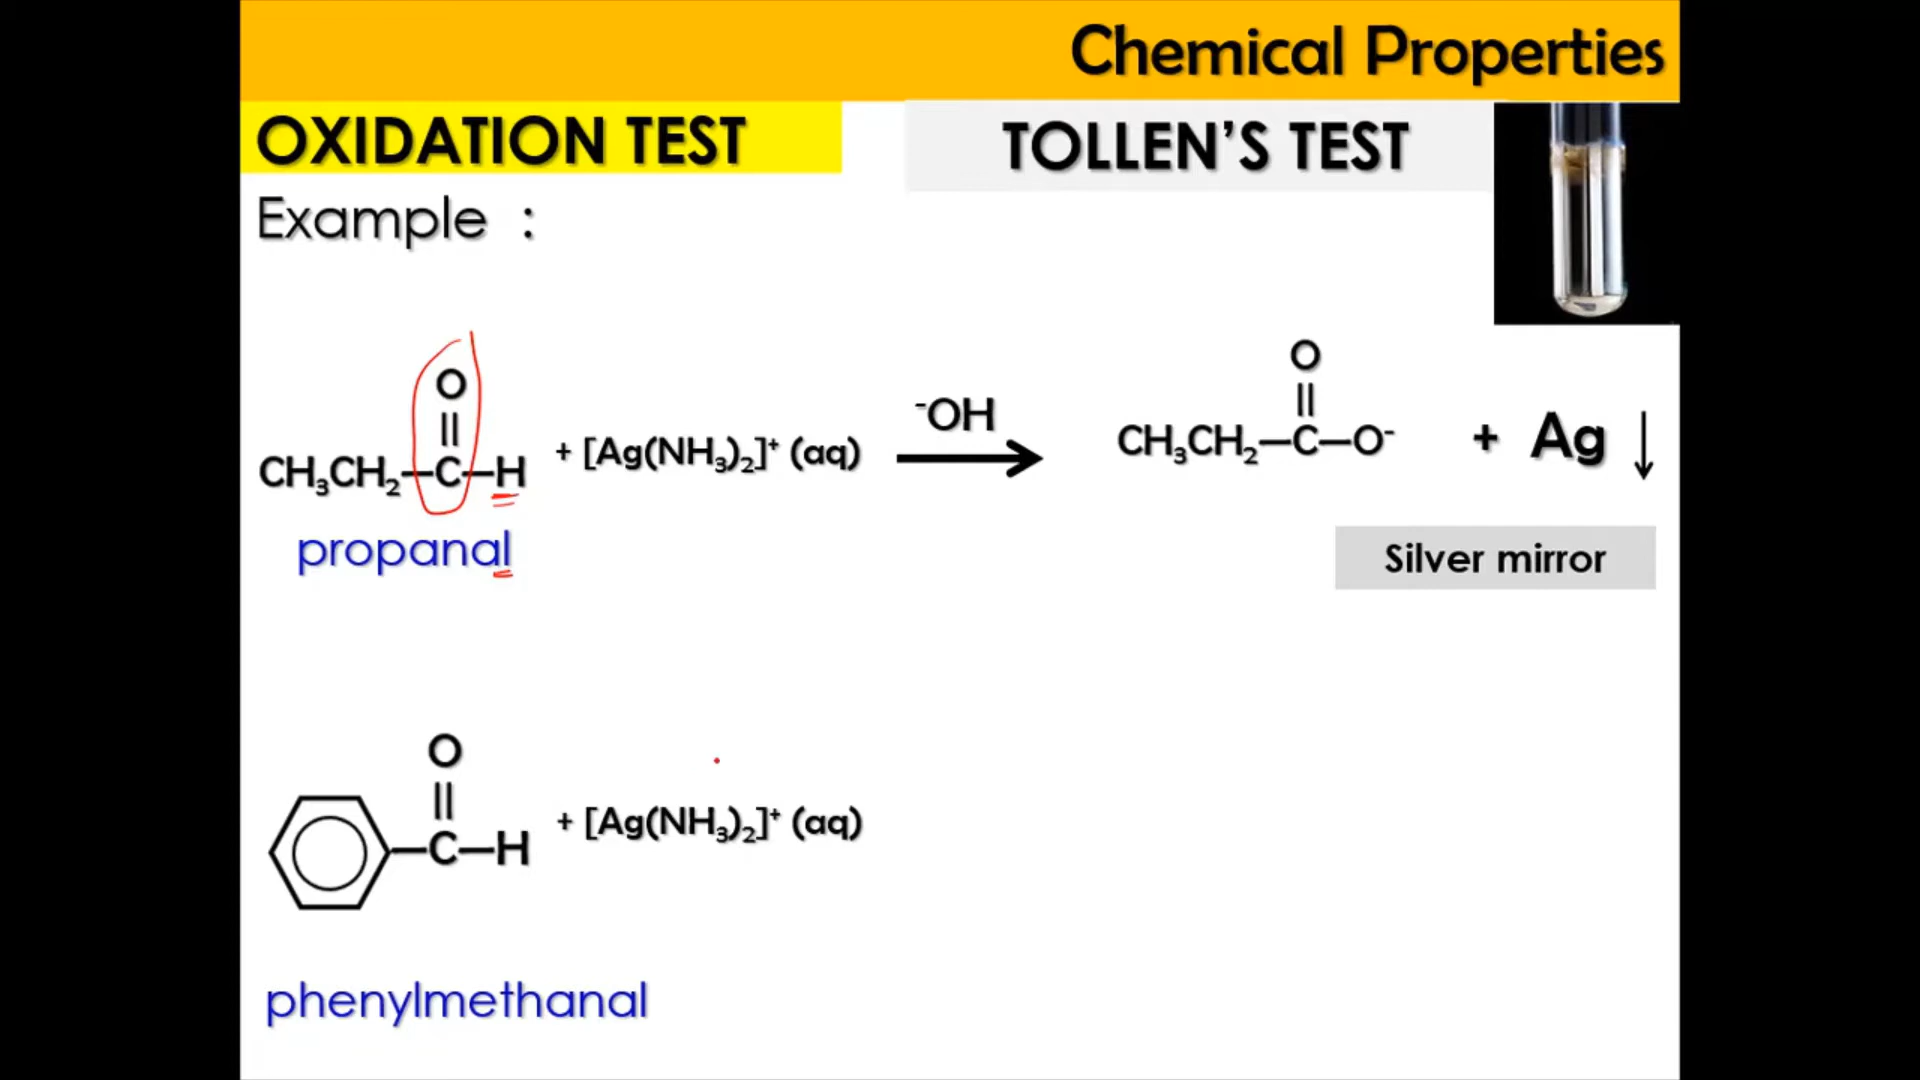 Chemical Properties
OXIDATION TEST
TOLLEN’S TEST
Example :
O
||
CH₃CH₂—C—H + [Ag(NH₃)₂]⁺ (aq)
⁻OH
O
||
CH₃CH₂—C—O⁻ + Ag ↓
propanal
Silver mirror
O
||
—C—H + [Ag(NH₃)₂]⁺ (aq)
phenylmethanal